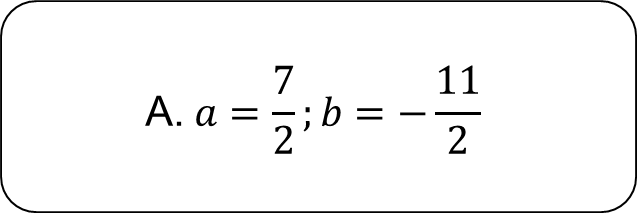 A. a = 7/2 ; b = − 11/2